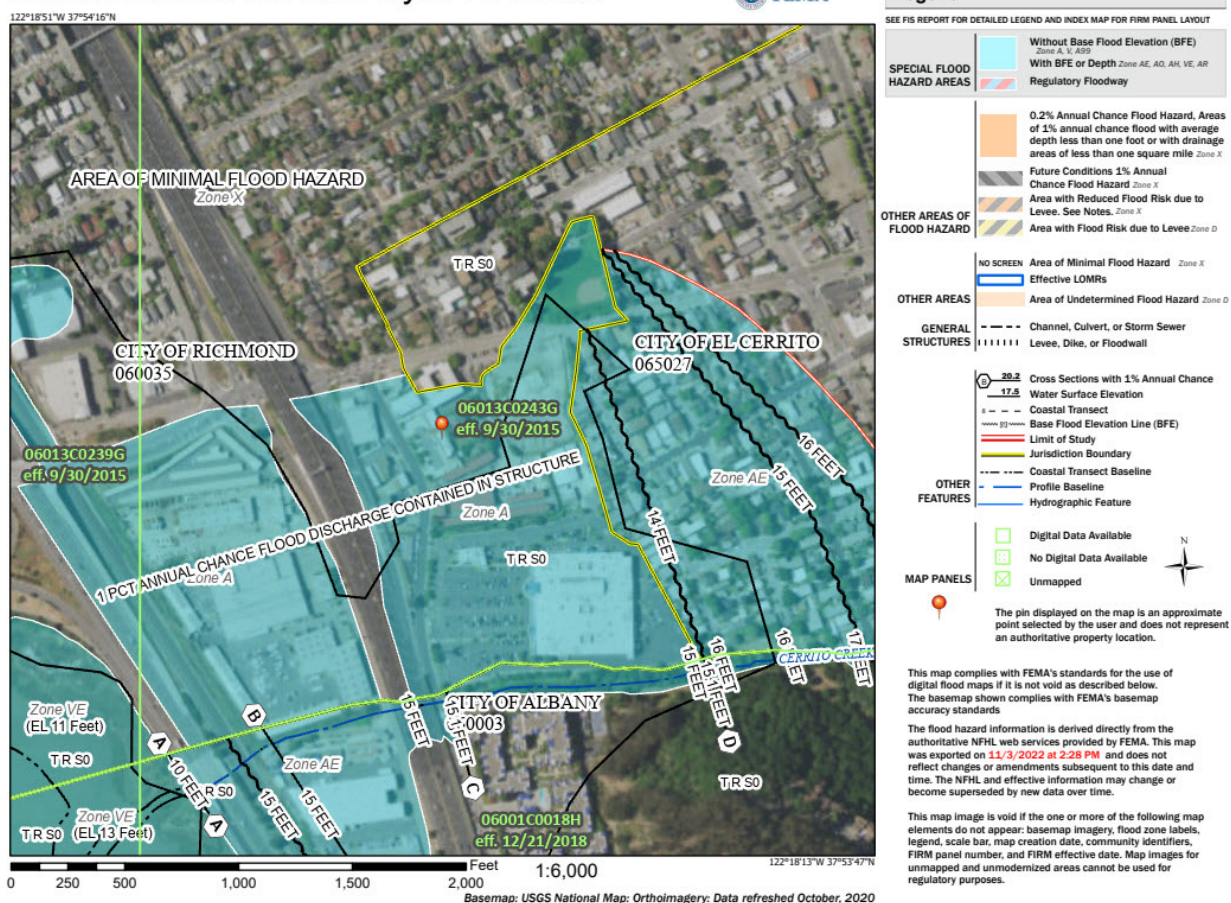 122°18'51"W 37°54'16"N
SEE FIS REPORT FOR DETAILED LEGEND AND INDEX MAP FOR FIRM PANEL LAYOUT
SPECIAL FLOOD
HAZARD AREAS
Without Base Flood Elevation (BFE)
Zone A, V, A99
With BFE or Depth Zone AE, AO, AH, VE, AR
Regulatory Floodway
0.2% Annual Chance Flood Hazard, Areas
of 1% annual chance flood with average
depth less than one foot or with drainage
areas of less than one square mile Zone X
Future Conditions 1% Annual
Chance Flood Hazard Zone X
Area with Reduced Flood Risk due to
Levee. See Notes. Zone X
Area with Flood Risk due to Levee Zone D
OTHER AREAS OF
FLOOD HAZARD
NO SCREEN Area of Minimal Flood Hazard Zone X
Effective LOMRs
OTHER AREAS
Area of Undetermined Flood Hazard Zone D
GENERAL
STRUCTURES
Channel, Culvert, or Storm Sewer
Levee, Dike, or Floodwall
B 20.2 Cross Sections with 1% Annual Chance
17.5 Water Surface Elevation
8 Coastal Transect
Base Flood Elevation Line (BFE)
Limit of Study
Jurisdiction Boundary
Coastal Transect Baseline
OTHER
FEATURES
Profile Baseline
Hydrographic Feature
Digital Data Available
No Digital Data Available
N
MAP PANELS
Unmapped
The pin displayed on the map is an approximate
point selected by the user and does not represent
an authoritative property location.
This map complies with FEMA's standards for the use of
digital flood maps if it is not void as described below.
The basemap shown complies with FEMA's basemap
accuracy standards
The flood hazard information is derived directly from the
authoritative NFHL web services provided by FEMA. This map
was exported on 11/3/2022 at 2:28 PM and does not
reflect changes or amendments subsequent to this date and
time. The NFHL and effective information may change or
become superseded by new data over time.
This map image is void if the one or more of the following map
elements do not appear: basemap imagery, flood zone labels,
legend, scale bar, map creation date, community identifiers,
FIRM panel number, and FIRM effective date. Map images for
unmapped and unmodernized areas cannot be used for
regulatory purposes.
AREA OF MINIMAL FLOOD HAZARD
Zone X
T R S0
CITY OF RICHMOND
060035
CITY OF EL CERRITO
065027
06013C0243G
eff. 9/30/2015
06013C0239G
eff. 9/30/2015
16 FEET
15 FEET
Zone AE
1 PCT ANNUAL CHANCE FLOOD DISCHARGE CONTAINED IN STRUCTURE
Zone A
14 FEET
Zone A
T R S0
CERRITO CREEK
Zone VE
(EL 11 Feet)
B
15 FEET
15 FEET
16 FEET
CITY OF ALBANY
T R S0
A
10 FEET
Zone AE
D
C
T R S0
15 FEET
15 FEET
Zone VE
(EL 13 Feet)
T R S0
A
06001C0018H
eff. 12/21/2018
Feet
1:6,000
122°18'13"W 37°53'47"N
0 250 500 1,000 1,500 2,000
Basemap: USGS National Map: Orthoimagery: Data refreshed October, 2020